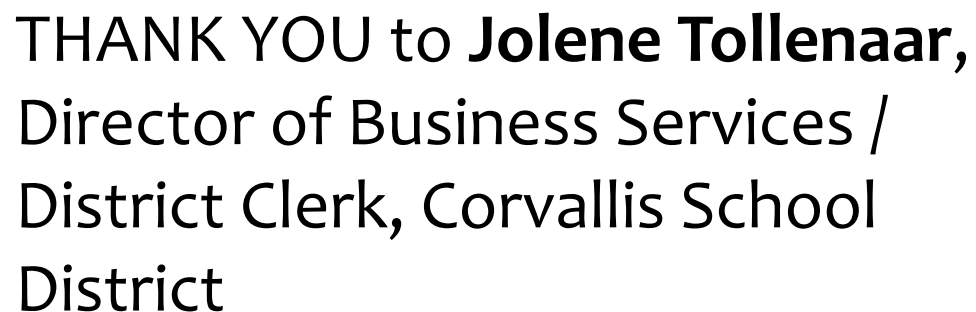 THANK YOU to Jolene Tollenaar,
Director of Business Services /
District Clerk, Corvallis School
District